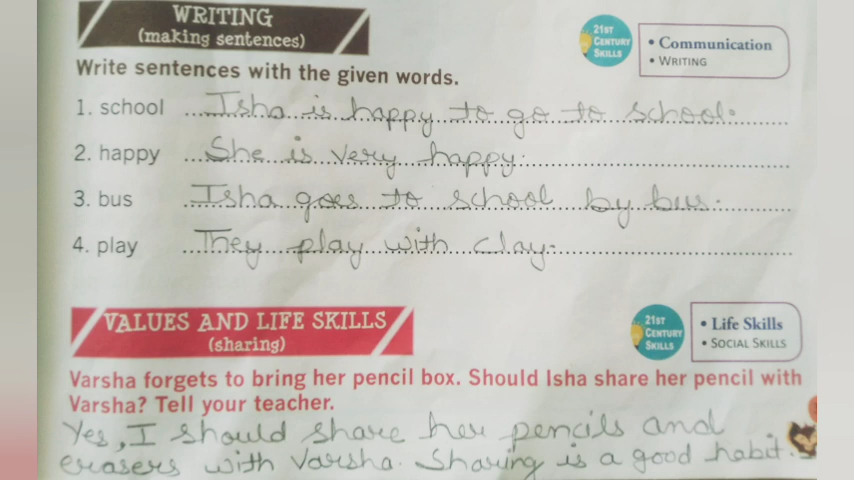 WRITING
(making sentences)
21ST CENTURY SKILLS
• Communication
• WRITING
Write sentences with the given words.
1. school Isha is happy to go to school.
2. happy She is very happy.
3. bus Isha goes to school by bus.
4. play They play with clay.
VALUES AND LIFE SKILLS
(sharing)
21ST CENTURY SKILLS
• Life Skills
• SOCIAL SKILLS
Varsha forgets to bring her pencil box. Should Isha share her pencil with
Varsha? Tell your teacher.
Yes, I should share her pencils and
erasers with Varsha. Sharing is a good habit.